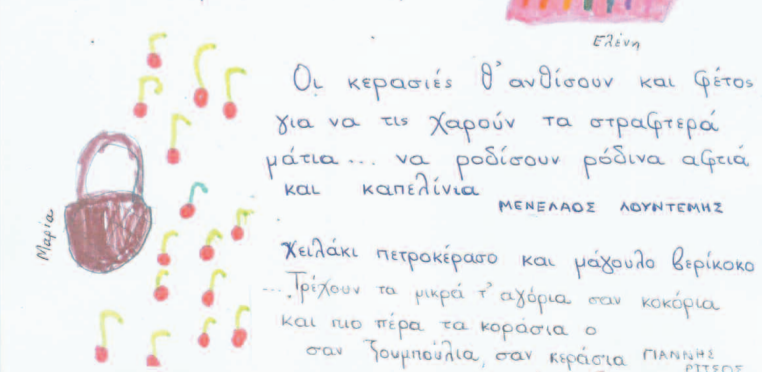 Ελένη
Οι κερασιές θ' ανθίσουν και φέτος
για να τις χαρούν τα στραφτερά
μάτια... να ροδίσουν ρόδινα αφτιά
και καπελίνια
ΜΕΝΕΛΑΟΣ ΛΟΥΝΤΕΜΗΣ
Μαρία
Χειλάκι πετροκέρασο και μάγουλο βερίκοκο
...Τρέχουν τα μικρά τ' αγόρια σαν κοκόρια
και πιο πέρα τα κοράσια ο
σαν ζουμπούλια, σαν κεράσια ΓΙΑΝΝΗΣ
ΡΙΤΣΟΣ